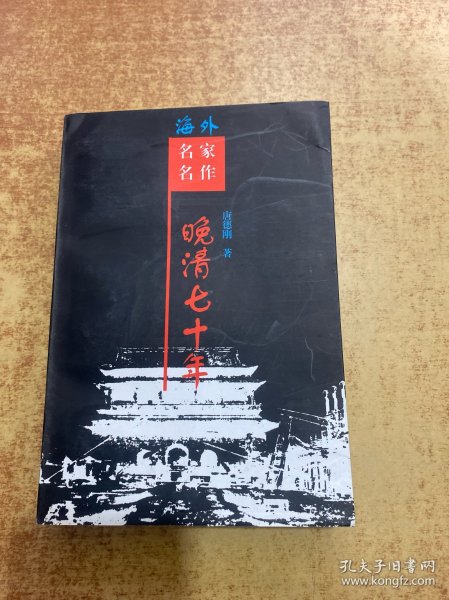 海外
名家
名作
唐德刚 著
晚清七十年
孔夫子旧书网
www.kongfz.com